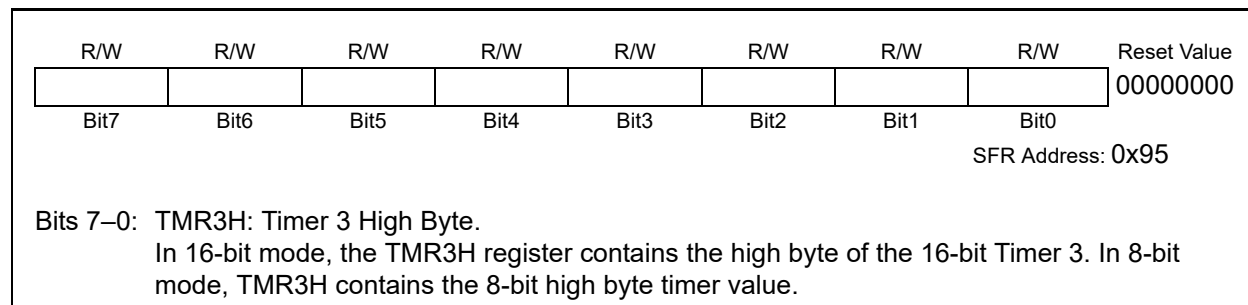 R/W R/W R/W R/W R/W R/W R/W R/W Reset Value
00000000
Bit7 Bit6 Bit5 Bit4 Bit3 Bit2 Bit1 Bit0
SFR Address: 0x95
Bits 7–0: TMR3H: Timer 3 High Byte.
In 16-bit mode, the TMR3H register contains the high byte of the 16-bit Timer 3. In 8-bit
mode, TMR3H contains the 8-bit high byte timer value.